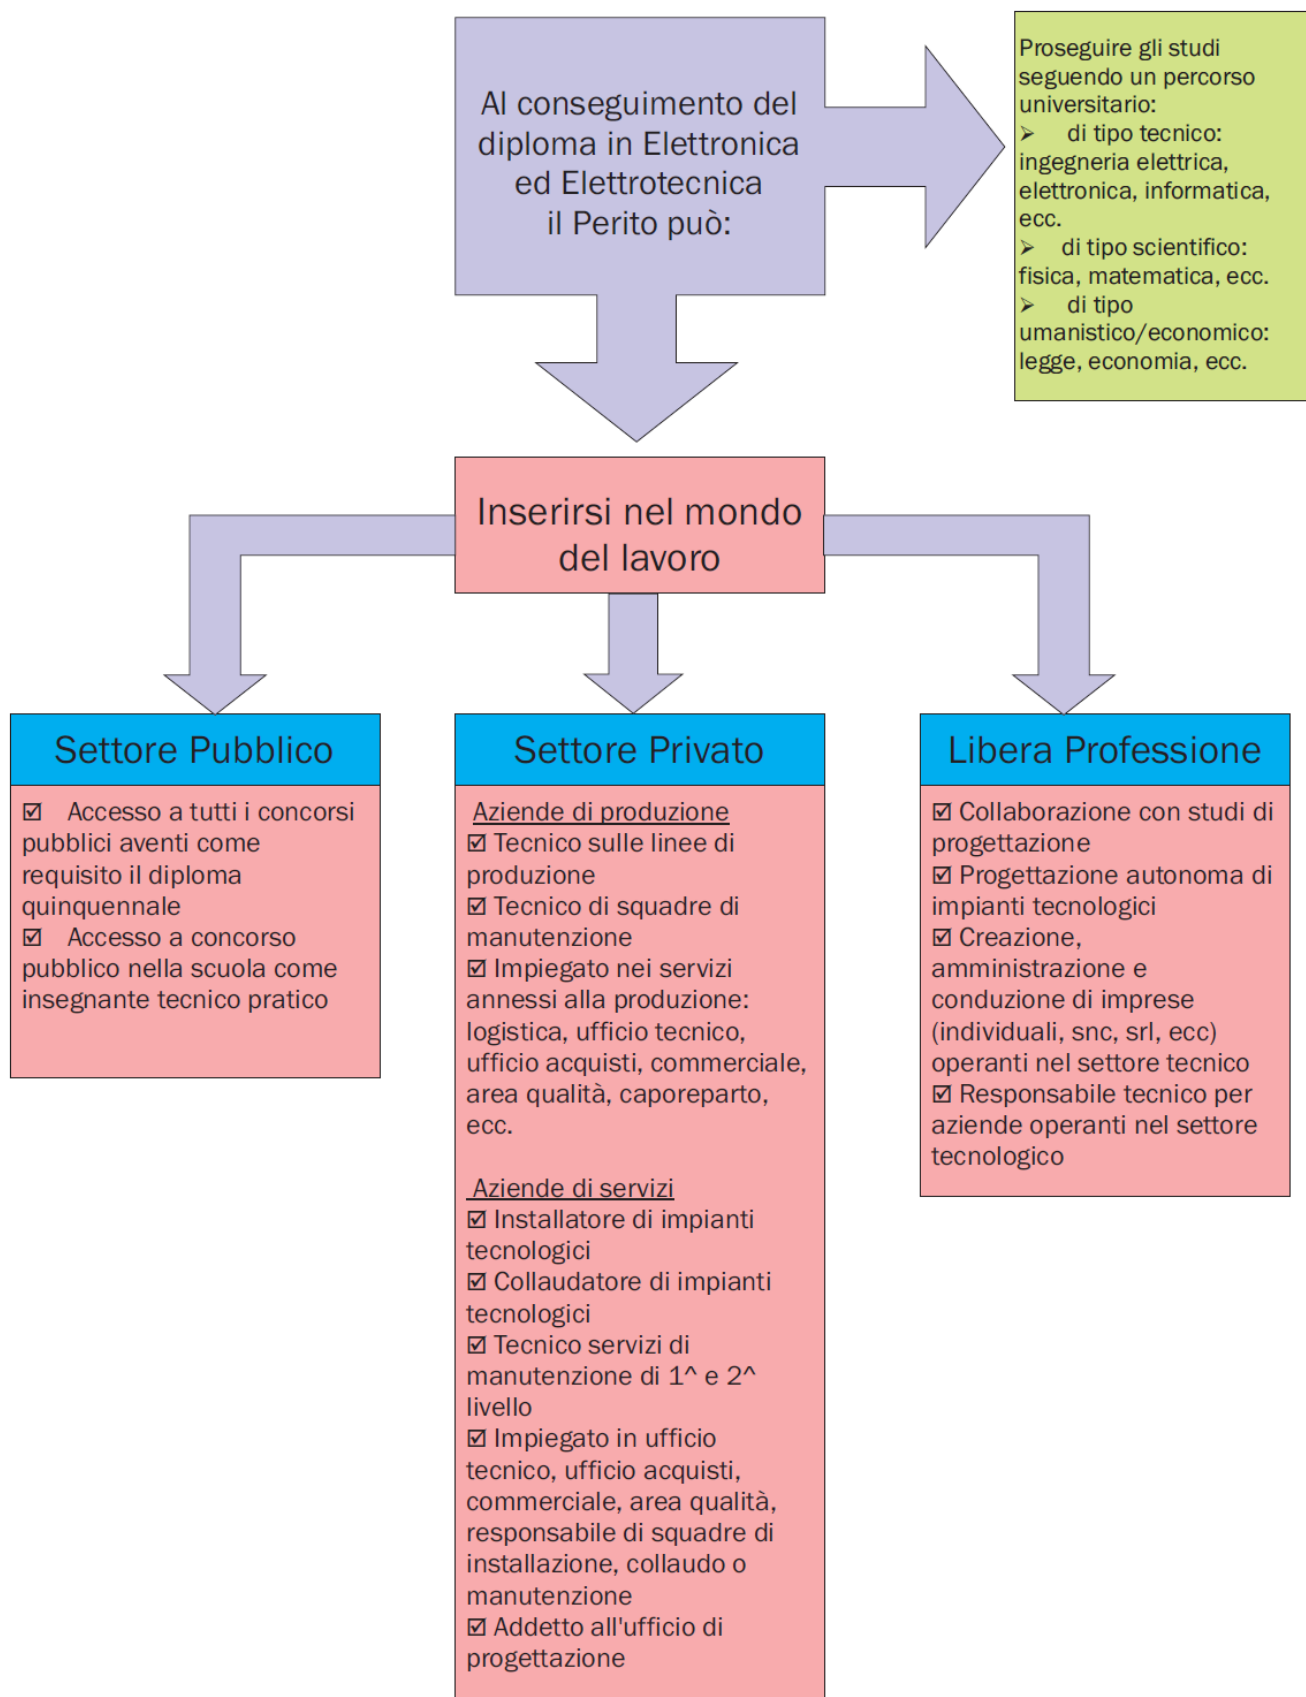 Al conseguimento del
diploma in Elettronica
ed Elettrotecnica
il Perito può:
Proseguire gli studi
seguendo un percorso
universitario:
➢ di tipo tecnico:
ingegneria elettrica,
elettronica, informatica,
ecc.
➢ di tipo scientifico:
fisica, matematica, ecc.
➢ di tipo
umanistico/economico:
legge, economia, ecc.
Inserirsi nel mondo
del lavoro
Settore Pubblico
☑ Accesso a tutti i concorsi
pubblici aventi come
requisito il diploma
quinquennale
☑ Accesso a concorso
pubblico nella scuola come
insegnante tecnico pratico
Settore Privato
Aziende di produzione
☑ Tecnico sulle linee di
produzione
☑ Tecnico di squadre di
manutenzione
☑ Impiegato nei servizi
annessi alla produzione:
logistica, ufficio tecnico,
ufficio acquisti, commerciale,
area qualità, caporeparto,
ecc.
Aziende di servizi
☑ Installatore di impianti
tecnologici
☑ Collaudatore di impianti
tecnologici
☑ Tecnico servizi di
manutenzione di 1^ e 2^
livello
☑ Impiegato in ufficio
tecnico, ufficio acquisti,
commerciale, area qualità,
responsabile di squadre di
installazione, collaudo o
manutenzione
☑ Addetto all'ufficio di
progettazione
Libera Professione
☑ Collaborazione con studi di
progettazione
☑ Progettazione autonoma di
impianti tecnologici
☑ Creazione,
amministrazione e
conduzione di imprese
(individuali, snc, srl, ecc)
operanti nel settore tecnico
☑ Responsabile tecnico per
aziende operanti nel settore
tecnologico